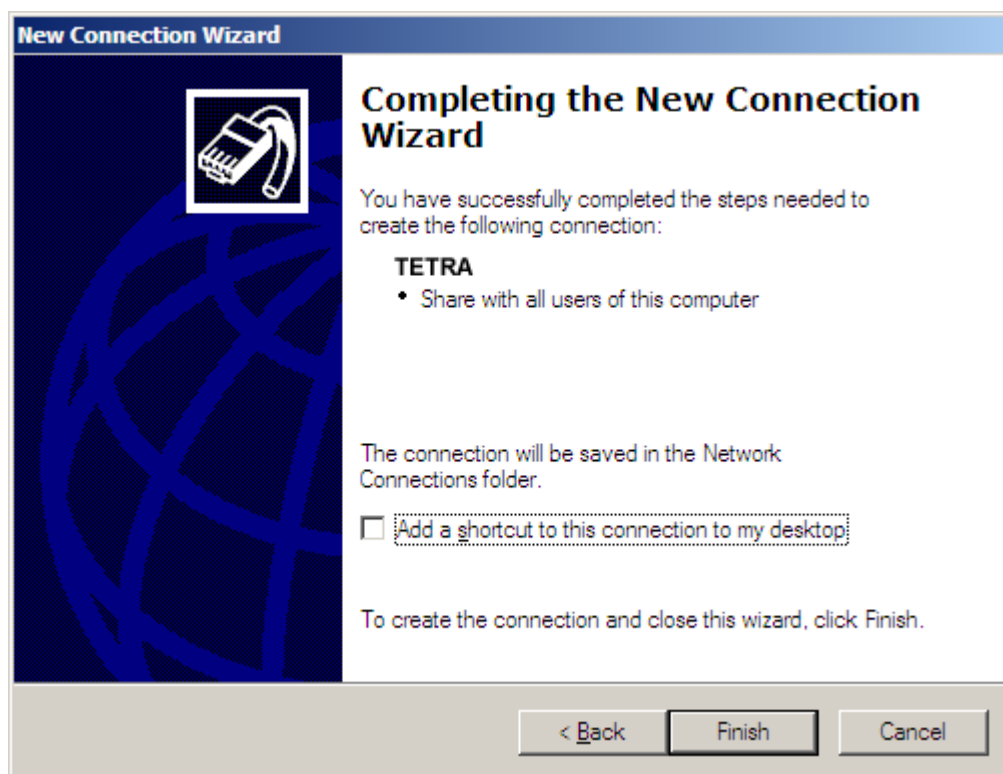 New Connection Wizard
Completing the New Connection
Wizard
You have successfully completed the steps needed to
create the following connection:
TETRA
• Share with all users of this computer
The connection will be saved in the Network
Connections folder.
Add a shortcut to this connection to my desktop
To create the connection and close this wizard, click Finish.
< Back Finish Cancel